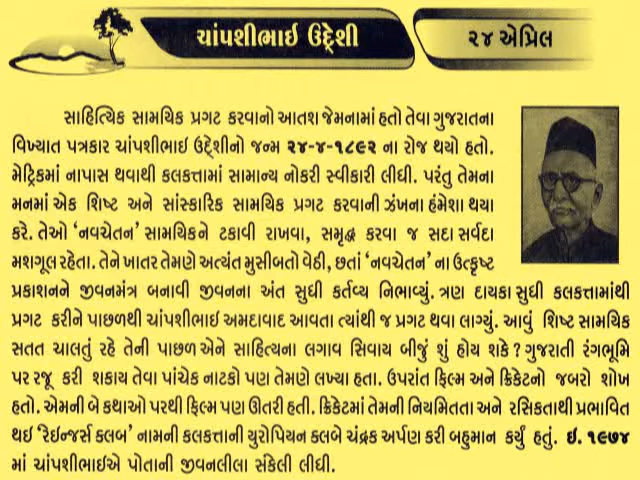 ચાંપશીભાઈ ઉદ્દેશી
૨૪ એપ્રિલ
સાહિત્યિક સામયિક પ્રગટ કરવાનો આતશ જેમનામાં હતો તેવા ગુજરાતના
વિખ્યાત પત્રકાર ચાંપશીભાઈ ઉદ્દેશીનો જન્મ ૨૪-૪-૧૮૯૨ ના રોજ થયો હતો.
મેટ્રિકમાં નાપાસ થવાથી કલકત્તામાં સામાન્ય નોકરી સ્વીકારી લીધી. પરંતુ તેમના
મનમાં એક શિષ્ટ અને સાંસ્કારિક સામયિક પ્રગટ કરવાની ઝંખના હંમેશા થયા
કરે. તેઓ ‘નવચેતન’ સામયિકને ટકાવી રાખવા, સમૃદ્ધ કરવા જ સદા સર્વદા
મશગૂલ રહેતા. તેને ખાતર તેમણે અત્યંત મુસીબતો વેઠી, છતાં ‘નવચેતન’ ના ઉત્કૃષ્ટ
પ્રકાશનને જીવનમંત્ર બનાવી જીવનના અંત સુધી કર્તવ્ય નિભાવ્યું. ત્રણ દાયકા સુધી કલકત્તામાંથી
પ્રગટ કરીને પાછળથી ચાંપશીભાઈ અમદાવાદ આવતા ત્યાંથી જ પ્રગટ થવા લાગ્યું. આવું શિષ્ટ સામયિક
સતત ચાલતું રહે તેની પાછળ એને સાહિત્યના લગાવ સિવાય બીજું શું હોય શકે ? ગુજરાતી રંગભૂમિ
પર રજૂ કરી શકાય તેવા પાંચેક નાટકો પણ તેમણે લખ્યા હતા. ઉપરાંત ફિલ્મ અને ક્રિકેટનો જબરો શોખ
હતો. એમની બે કથાઓ પરથી ફિલ્મ પણ ઊતરી હતી. ક્રિકેટમાં તેમની નિયમિતતા અને રસિકતાથી પ્રભાવિત
થઈ ‘રેઈન્જર્સ ક્લબ’ નામની કલકત્તાની યુરોપિયન ક્લબે ચંદ્રક અર્પણ કરી બહુમાન કર્યું હતું. ઇ. ૧૯૭૪
માં ચાંપશીભાઈએ પોતાની જીવનલીલા સંકેલી લીધી.